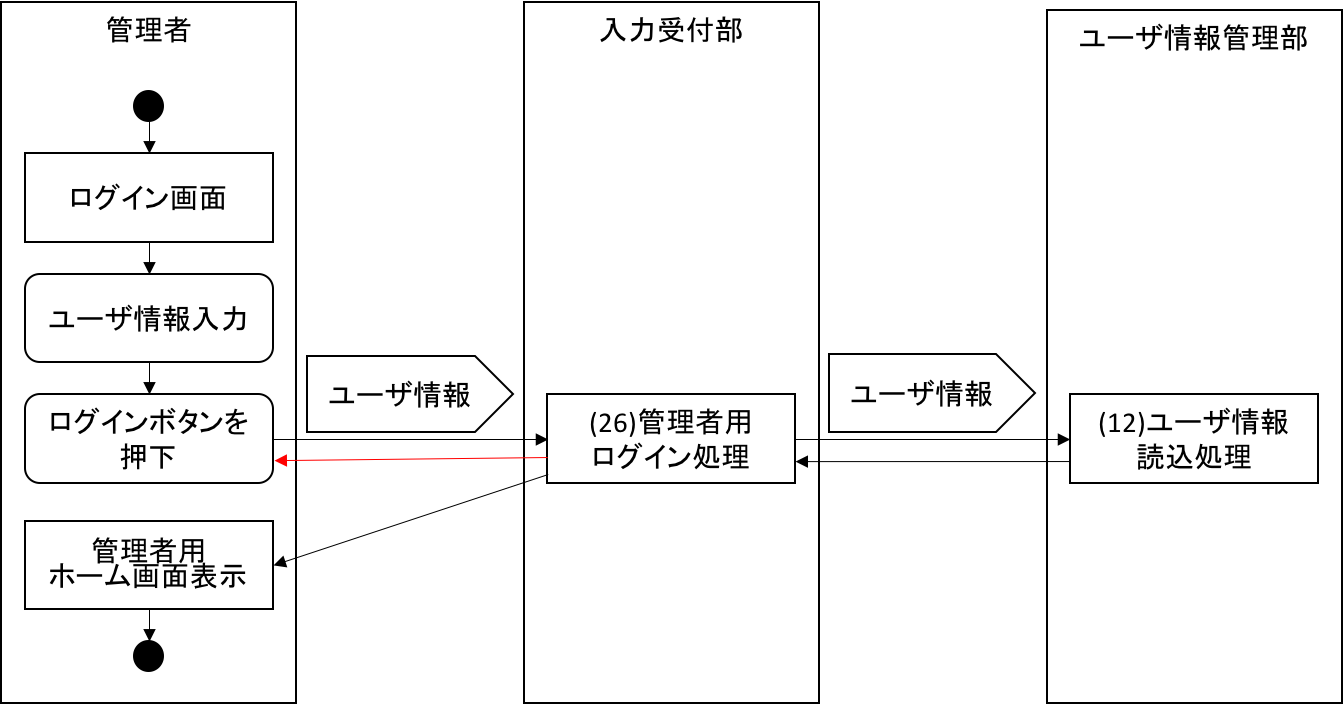 管理者
入力受付部
ユーザ情報管理部
ログイン画面
ユーザ情報入力
ログインボタンを
押下
ユーザ情報
(26)管理者用
ログイン処理
ユーザ情報
(12)ユーザ情報
読込処理
管理者用
ホーム画面表示